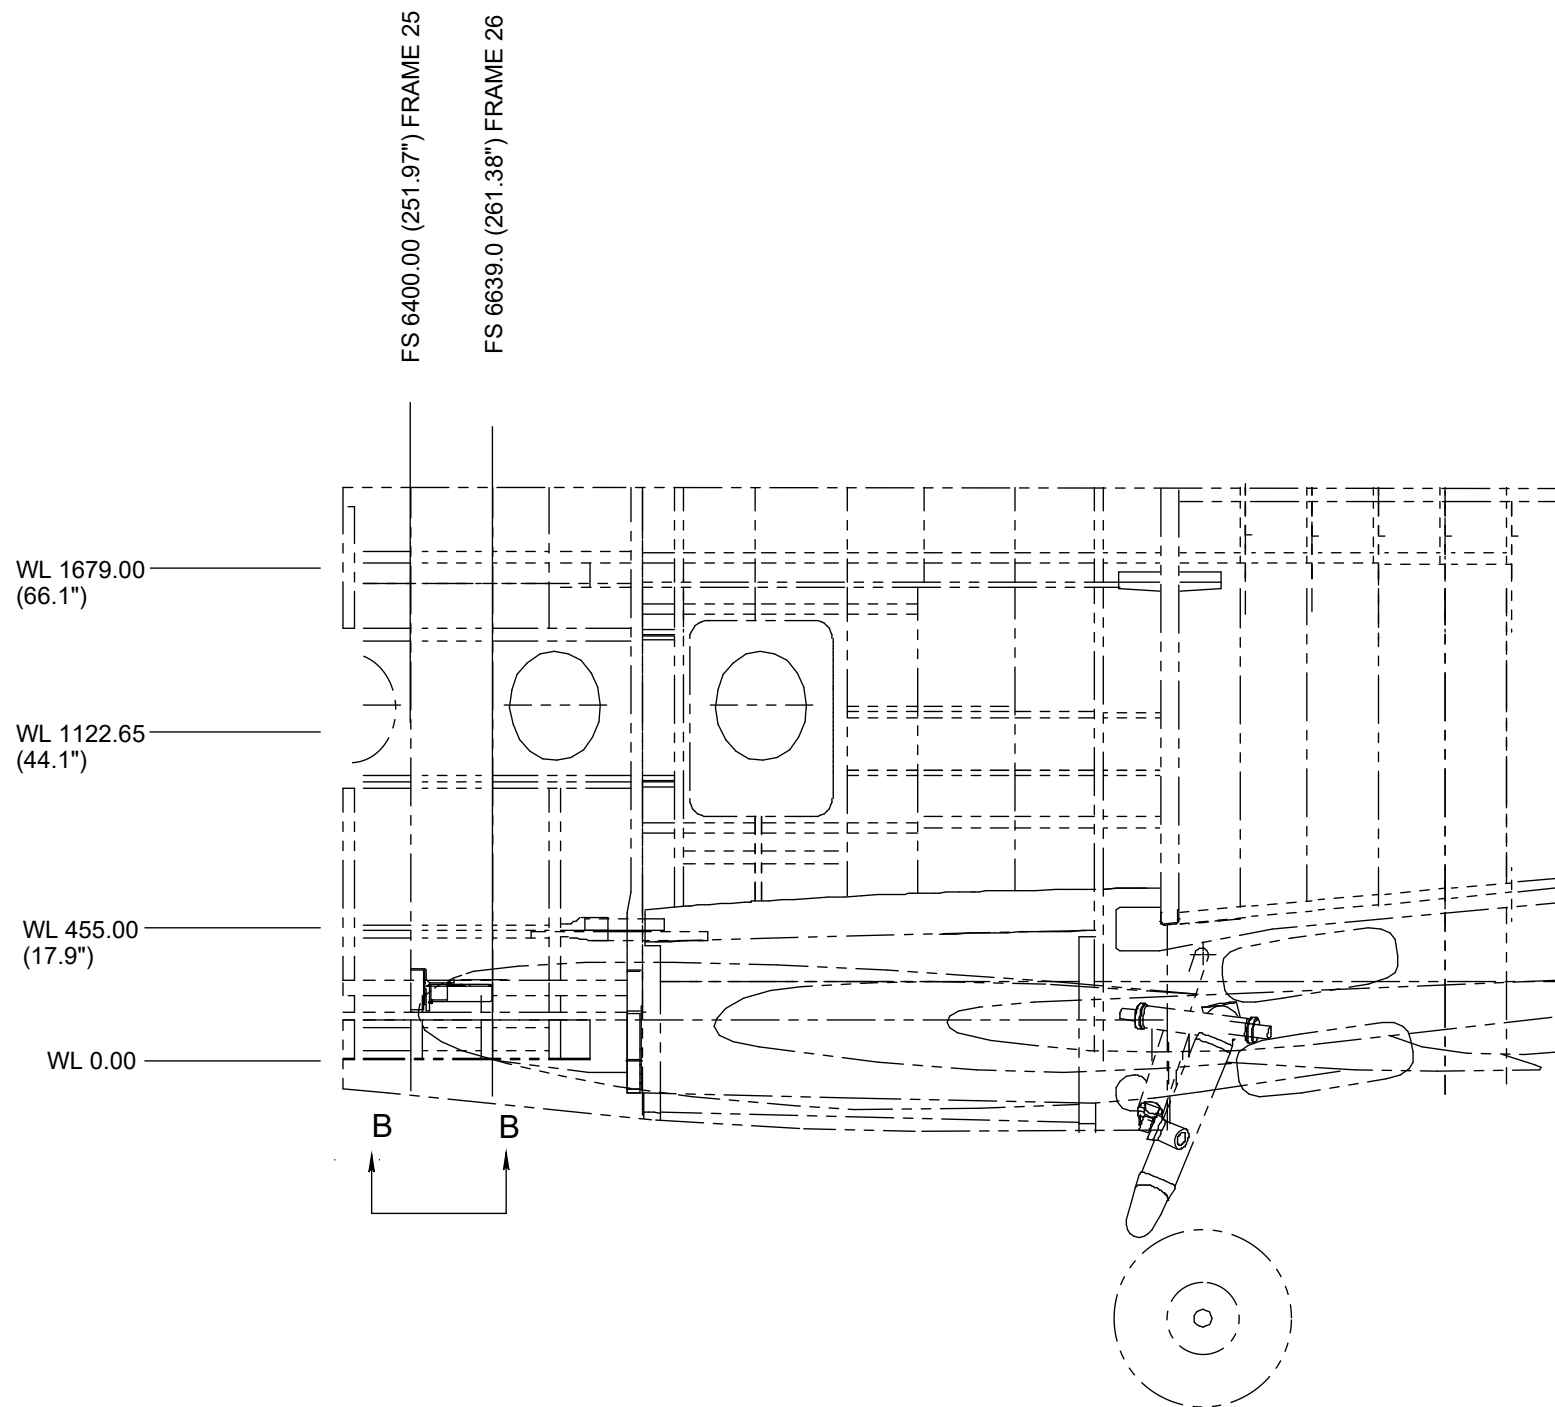 FS 6400.00 (251.97") FRAME 25
FS 6639.0 (261.38") FRAME 26
WL 1679.00
(66.1")
WL 1122.65
(44.1")
WL 455.00
(17.9")
WL 0.00
B
B